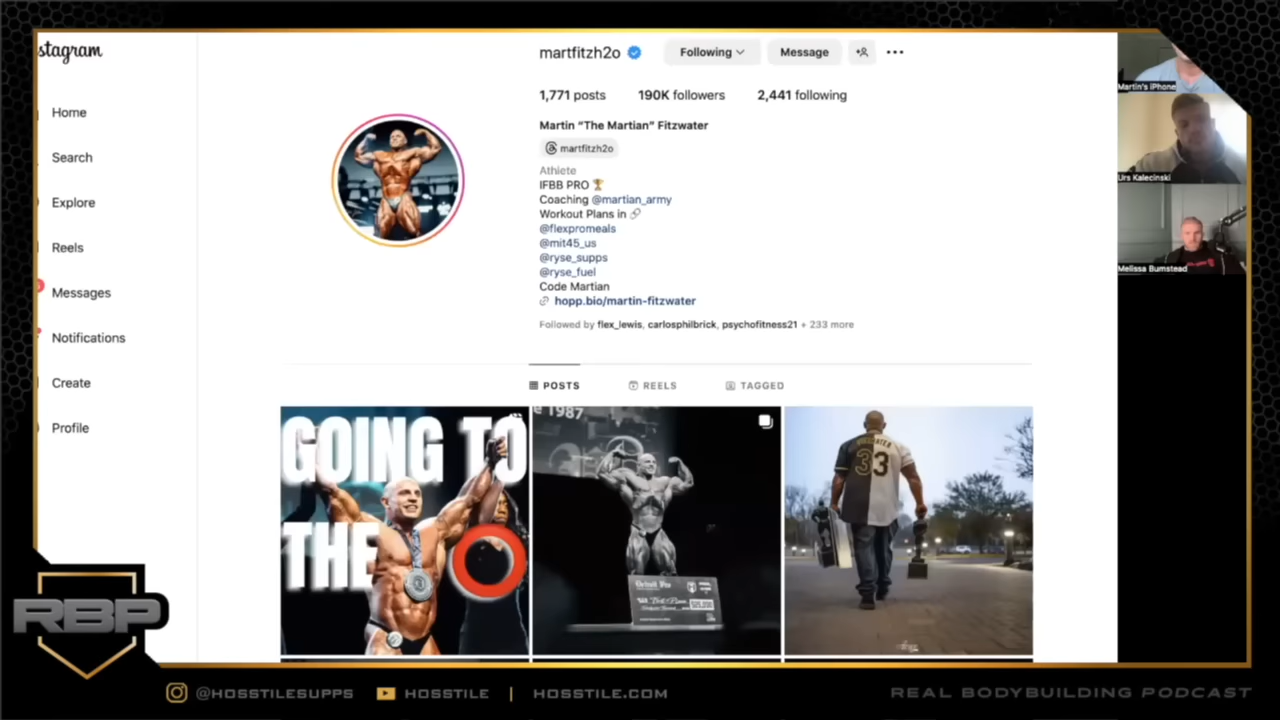 stagram
Home
Search
Explore
Reels
Messages
Notifications
Create
Profile
martfitzh2o
Following
Message
1,771 posts 190K followers 2,441 following
Martin “The Martian” Fitzwater
martfitzh2o
Athlete
IFBB PRO 🏆
Coaching @martian_army
Workout Plans in 🔗
@flexpromeals
@mit45_us
@ryse_supps
@ryse_fuel
Code Martian
hopp.bio/martin-fitzwater
Followed by flex_lewis, carlosphilbrick, psychofitness21 + 233 more
POSTS REELS TAGGED
GOING TO
THE O
e 1987
33
Martin's iPhone
Urs Kalecinski
Melissa Bumstead
RBP
@HOSSTILESUPPS HOSSTILE | HOSSTILE.COM
REAL BODYBUILDING PODCAST